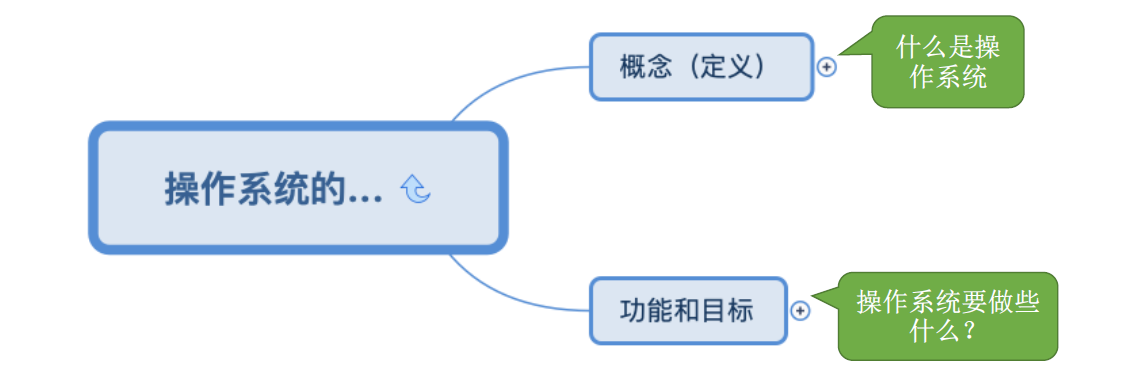 什么是操
作系统
概念（定义）
操作系统的...
功能和目标
操作系统要做些
什么？